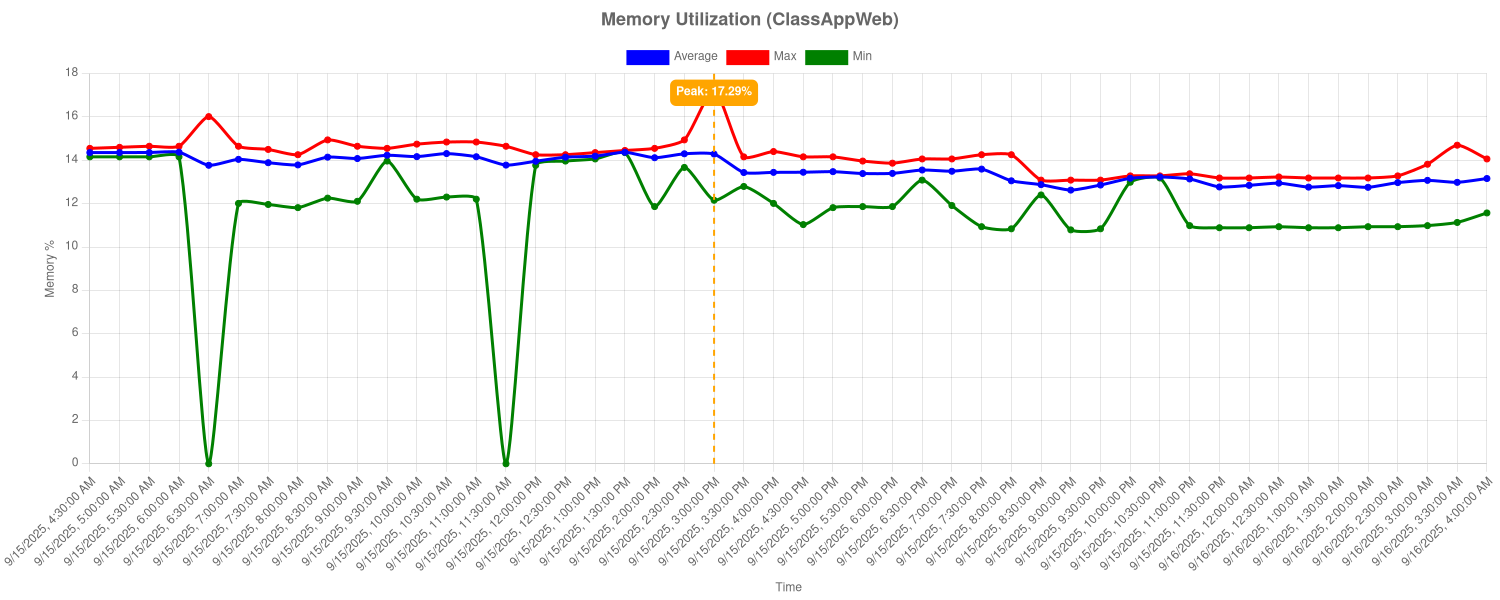 Memory Utilization (ClassAppWeb)
Average Max Min
Peak: 17.29%
18
16
14
12
10
8
6
4
2
0
Memory %
9/15/2025, 4:30:00 AM
9/15/2025, 5:00:00 AM
9/15/2025, 5:30:00 AM
9/15/2025, 6:00:00 AM
9/15/2025, 6:30:00 AM
9/15/2025, 7:00:00 AM
9/15/2025, 7:30:00 AM
9/15/2025, 8:00:00 AM
9/15/2025, 8:30:00 AM
9/15/2025, 9:00:00 AM
9/15/2025, 9:30:00 AM
9/15/2025, 10:00:00 AM
9/15/2025, 10:30:00 AM
9/15/2025, 11:00:00 AM
9/15/2025, 11:30:00 AM
9/15/2025, 12:00:00 PM
9/15/2025, 12:30:00 PM
9/15/2025, 1:00:00 PM
9/15/2025, 1:30:00 PM
9/15/2025, 2:00:00 PM
9/15/2025, 2:30:00 PM
9/15/2025, 3:00:00 PM
9/15/2025, 3:30:00 PM
9/15/2025, 4:00:00 PM
9/15/2025, 4:30:00 PM
9/15/2025, 5:00:00 PM
9/15/2025, 5:30:00 PM
9/15/2025, 6:00:00 PM
9/15/2025, 6:30:00 PM
9/15/2025, 7:00:00 PM
9/15/2025, 7:30:00 PM
9/15/2025, 8:00:00 PM
9/15/2025, 8:30:00 PM
9/15/2025, 9:00:00 PM
9/15/2025, 9:30:00 PM
9/15/2025, 10:00:00 PM
9/15/2025, 10:30:00 PM
9/15/2025, 11:00:00 PM
9/15/2025, 11:30:00 PM
9/16/2025, 12:00:00 AM
9/16/2025, 12:30:00 AM
9/16/2025, 1:00:00 AM
9/16/2025, 1:30:00 AM
9/16/2025, 2:00:00 AM
9/16/2025, 2:30:00 AM
9/16/2025, 3:00:00 AM
9/16/2025, 3:30:00 AM
9/16/2025, 4:00:00 AM
Time